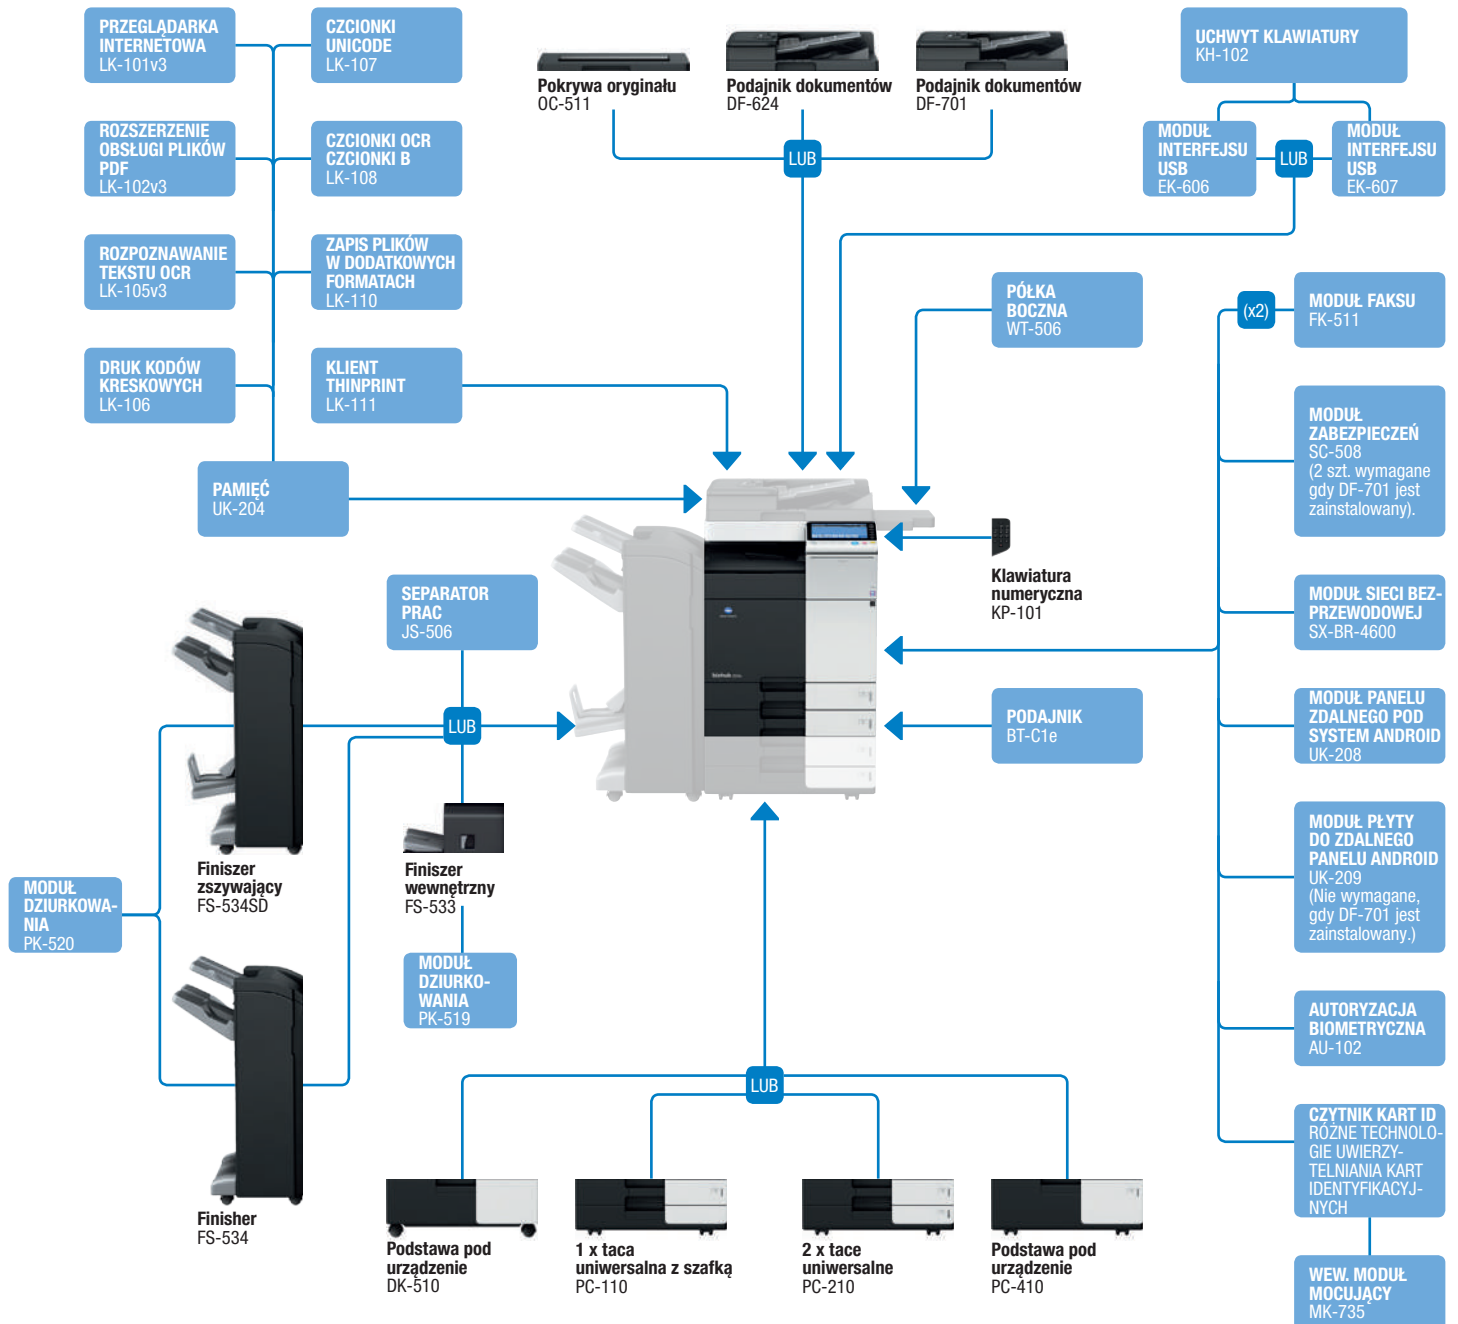 PRZEGLĄDARKA
INTERNETOWA
LK-101v3
CZCIONKI
UNICODE
LK-107
ROZSZERZENIE
OBSŁUGI PLIKÓW
PDF
LK-102v3
CZCIONKI OCR
CZCIONKI B
LK-108
ROZPOZNAWANIE
TEKSTU OCR
LK-105v3
ZAPIS PLIKÓW
W DODATKOWYCH
FORMATACH
LK-110
DRUK KODÓW
KRESKOWYCH
LK-106
KLIENT
THINPRINT
LK-111
PAMIĘĆ
UK-204
Pokrywa oryginału
OC-511
Podajnik dokumentów
DF-624
Podajnik dokumentów
DF-701
LUB
UCHWYT KLAWIATURY
KH-102
MODUŁ
INTERFEJSU
USB
EK-606
LUB
MODUŁ
INTERFEJSU
USB
EK-607
PÓŁKA
BOCZNA
WT-506
(x2)
MODUŁ FAKSU
FK-511
MODUŁ
ZABEZPIECZEŃ
SC-508
(2 szt. wymagane
gdy DF-701 jest
zainstalowany).
Klawiatura
numeryczna
KP-101
MODUŁ SIECI BEZ-
PRZEWODOWEJ
SX-BR-4600
PODAJNIK
BT-C1e
MODUŁ PANELU
ZDALNEGO POD
SYSTEM ANDROID
UK-208
MODUŁ PŁYTY
DO ZDALNEGO
PANELU ANDROID
UK-209
(Nie wymagane,
gdy DF-701 jest
zainstalowany.)
AUTORYZACJA
BIOMETRYCZNA
AU-102
CZYTNIK KART ID
RÓŻNE TECHNOLO-
GIE UWIERZY-
TELNIANIA KART
IDENTYFIKACYJ-
NYCH
WEW. MODUŁ
MOCUJĄCY
MK-735
SEPARATOR
PRAC
JS-506
LUB
bizhub
Finiszer
zszywający
FS-534SD
Finiszer
wewnętrzny
FS-533
MODUŁ
DZIURKOWA-
NIA
PK-520
MODUŁ
DZIURKO-
WANIA
PK-519
Finisher
FS-534
LUB
Podstawa pod
urządzenie
DK-510
1 x taca
uniwersalna z szafką
PC-110
2 x tace
uniwersalne
PC-210
Podstawa pod
urządzenie
PC-410